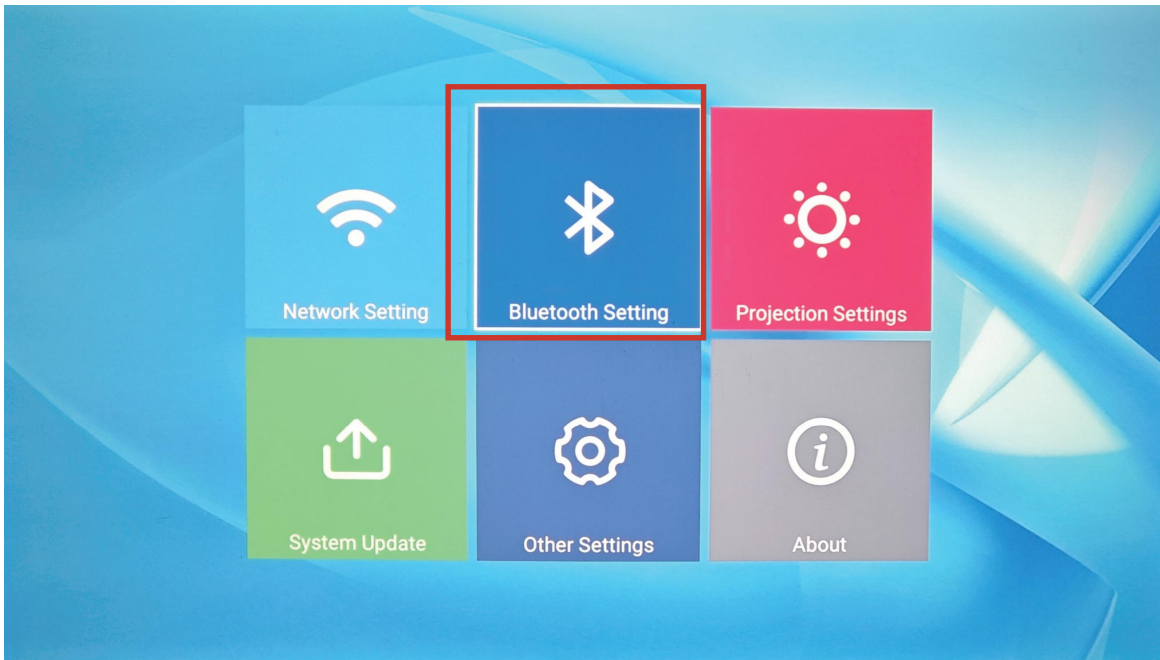 Network Setting
Bluetooth Setting
Projection Settings
System Update
Other Settings
About